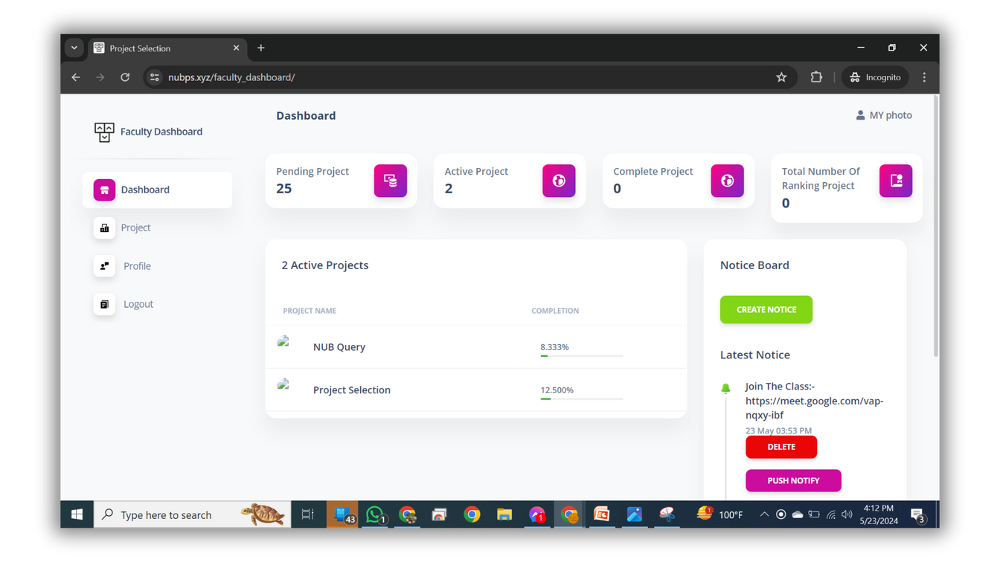 Project Selection
nubps.xyz/faculty_dashboard/
Incognito
Faculty Dashboard
Dashboard
Project
Profile
Logout
Dashboard
MY photo
Pending Project
25
Active Project
2
Complete Project
0
Total Number Of
Ranking Project
0
2 Active Projects
PROJECT NAME
COMPLETION
NUB Query
8.333%
Project Selection
12.500%
Notice Board
CREATE NOTICE
Latest Notice
Join The Class:-
https://meet.google.com/vap-
nqxy-ibf
23 May 03:53 PM
DELETE
PUSH NOTIFY
Type here to search
43
1
1
1
100°F
4:12 PM
5/23/2024
3